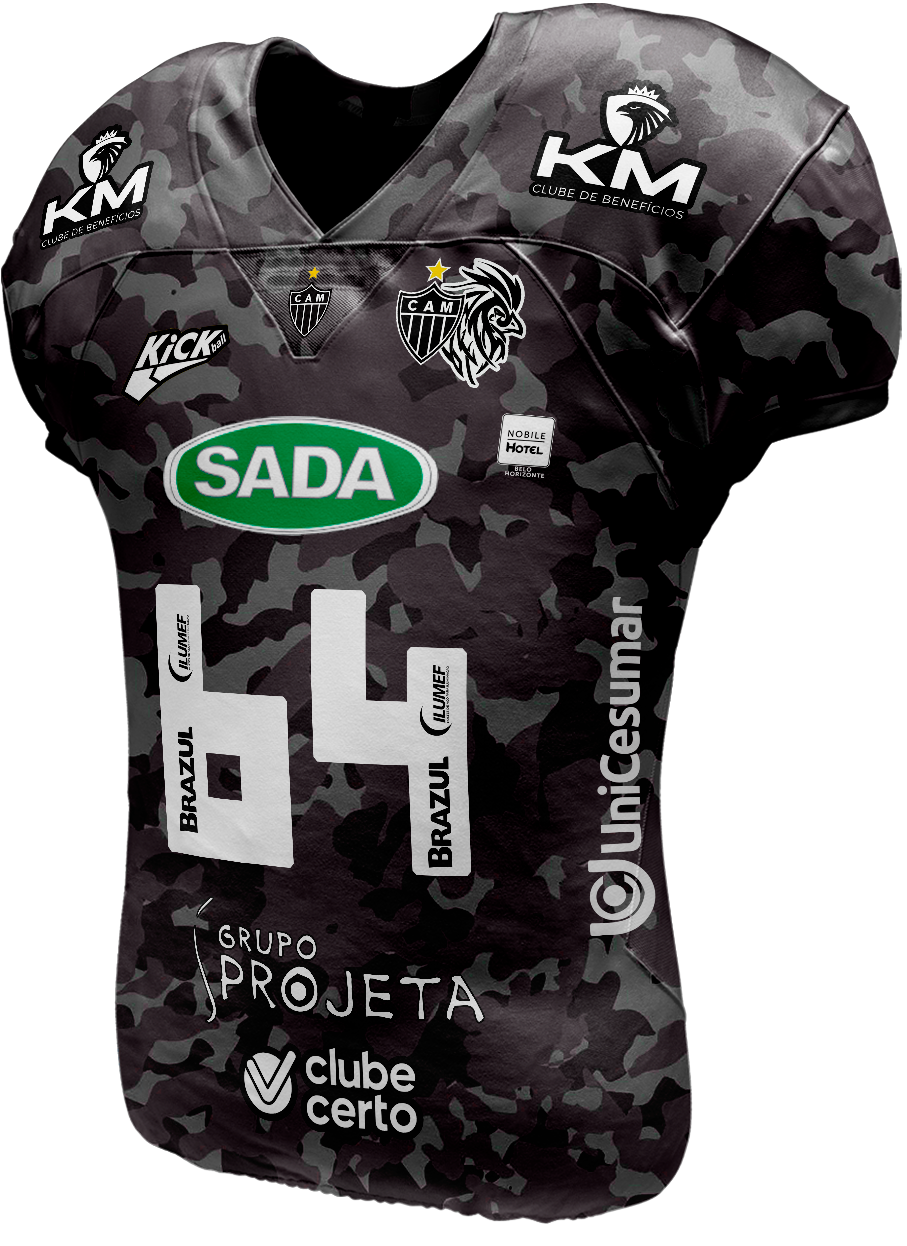 KM
CLUBE DE BENEFÍCIOS
KM
CLUBE DE BENEFÍCIOS
CAM
CAM
KiCK
ball
SADA
NOBILE
HOTEL
BELO
HORIZONTE
64
ILUMEF
BRAZUL
ILUMEF
BRAZUL
UniCesumar
GRUPO
PROJETA
clube
certo